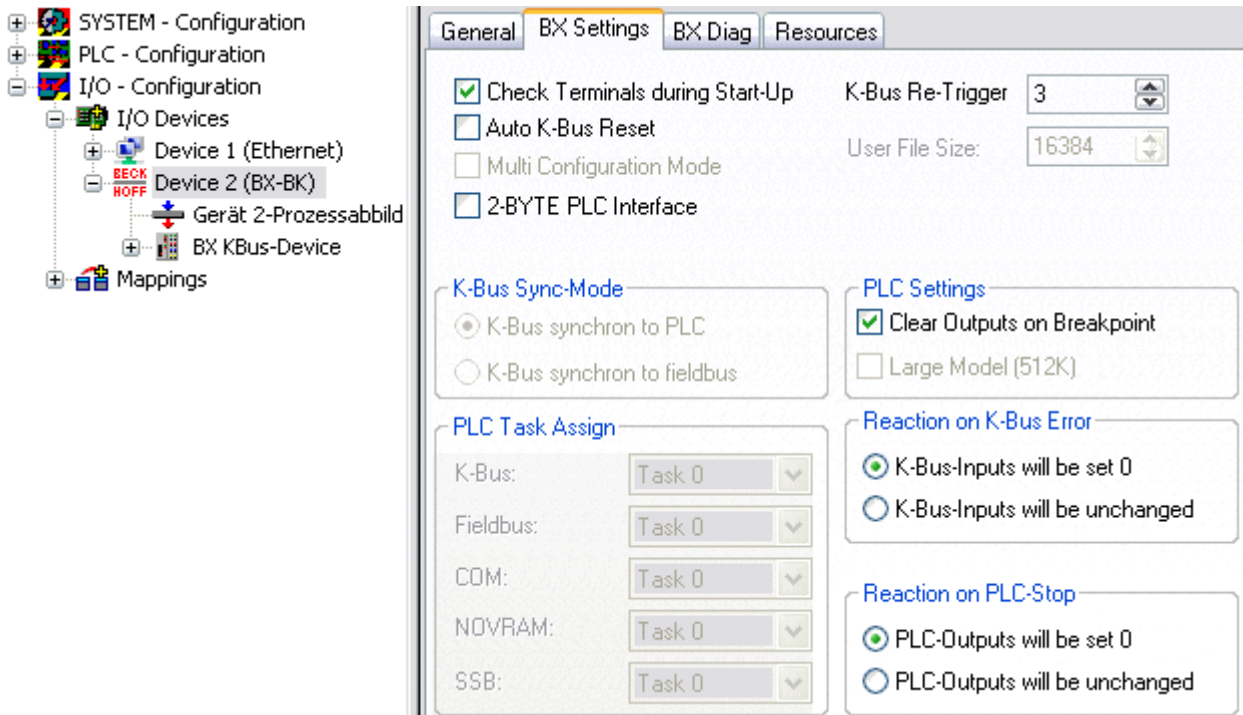 SYSTEM - Configuration
PLC - Configuration
I/O - Configuration
I/O Devices
Device 1 (Ethernet)
BECK
HOFF
Device 2 (BX-BK)
Gerät 2-Prozessabbild
BX KBus-Device
Mappings
General BX Settings BX Diag Resources
Check Terminals during Start-Up
Auto K-Bus Reset
Multi Configuration Mode
2-BYTE PLC Interface
K-Bus Re-Trigger 3
User File Size: 16384
K-Bus Sync-Mode
K-Bus synchron to PLC
K-Bus synchron to fieldbus
PLC Settings
Clear Outputs on Breakpoint
Large Model (512K)
PLC Task Assign
K-Bus: Task 0
Fieldbus: Task 0
COM: Task 0
NOVRAM: Task 0
SSB: Task 0
Reaction on K-Bus Error
K-Bus-Inputs will be set 0
K-Bus-Inputs will be unchanged
Reaction on PLC-Stop
PLC-Outputs will be set 0
PLC-Outputs will be unchanged